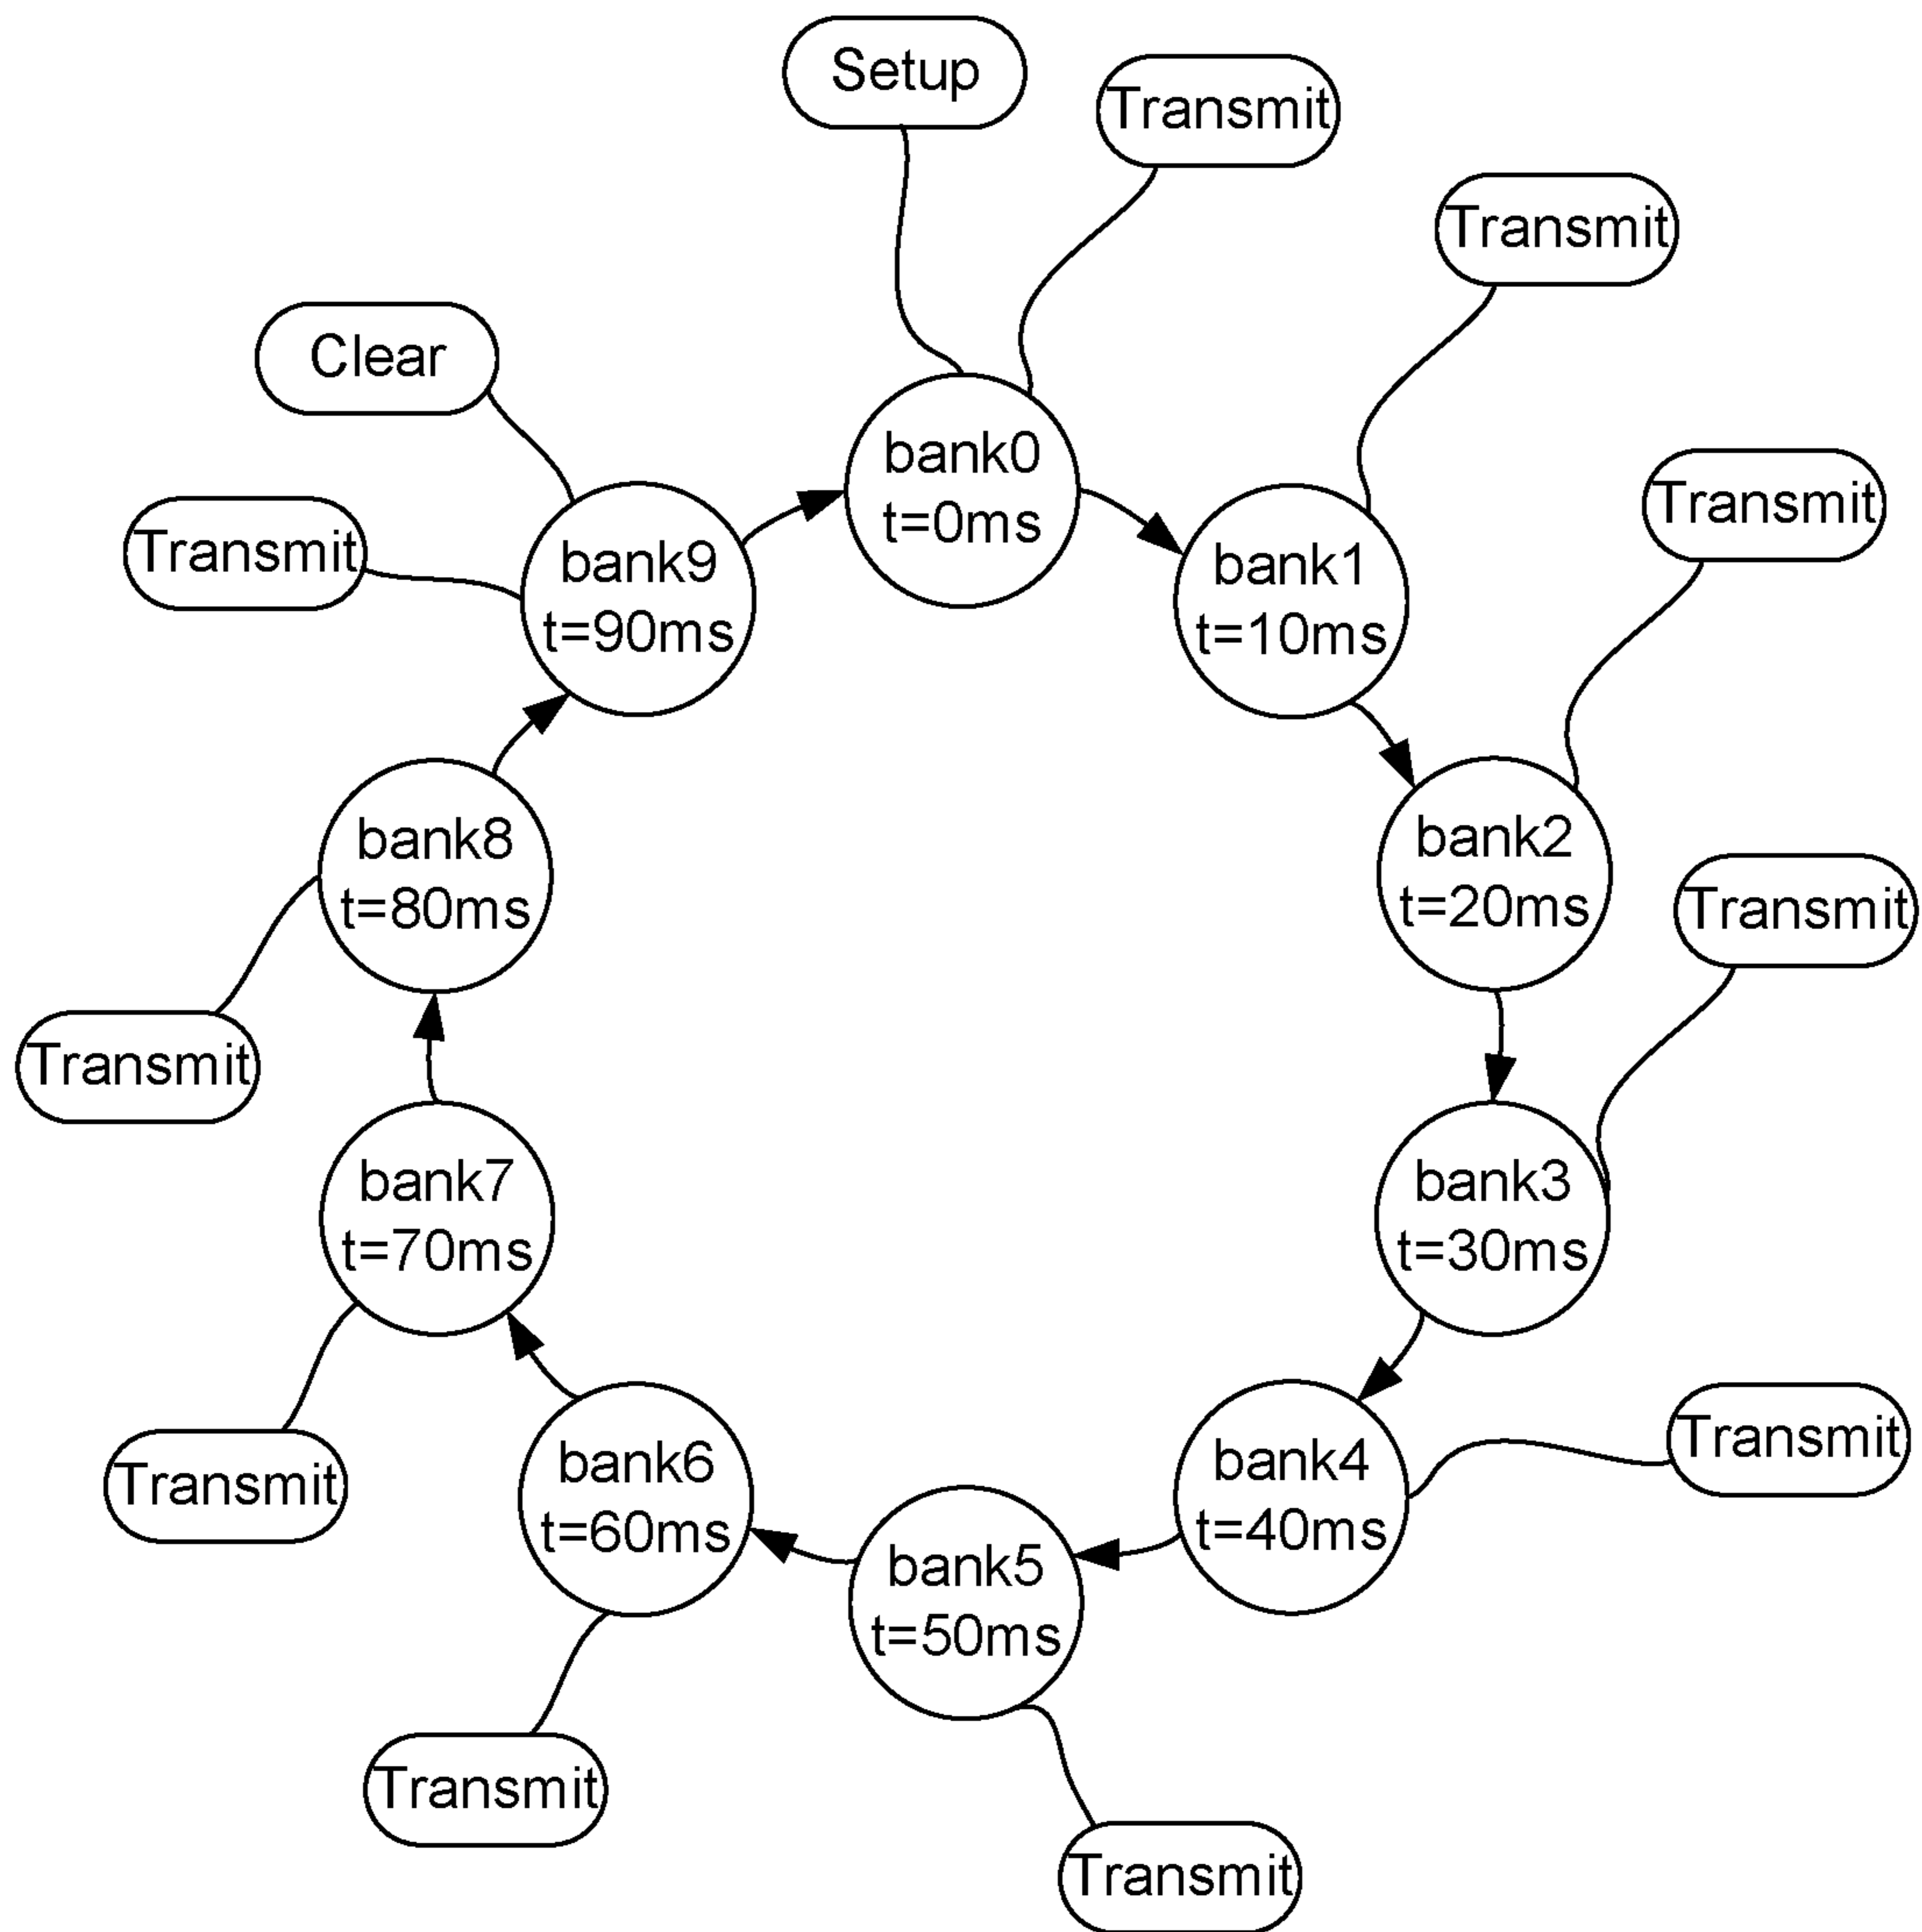 Setup
Transmit
Transmit
Clear
Transmit
Transmit
bank0
t=0ms
bank9
t=90ms
bank1
t=10ms
bank8
t=80ms
bank2
t=20ms
Transmit
Transmit
bank7
t=70ms
bank3
t=30ms
Transmit
Transmit
bank6
t=60ms
bank4
t=40ms
bank5
t=50ms
Transmit
Transmit